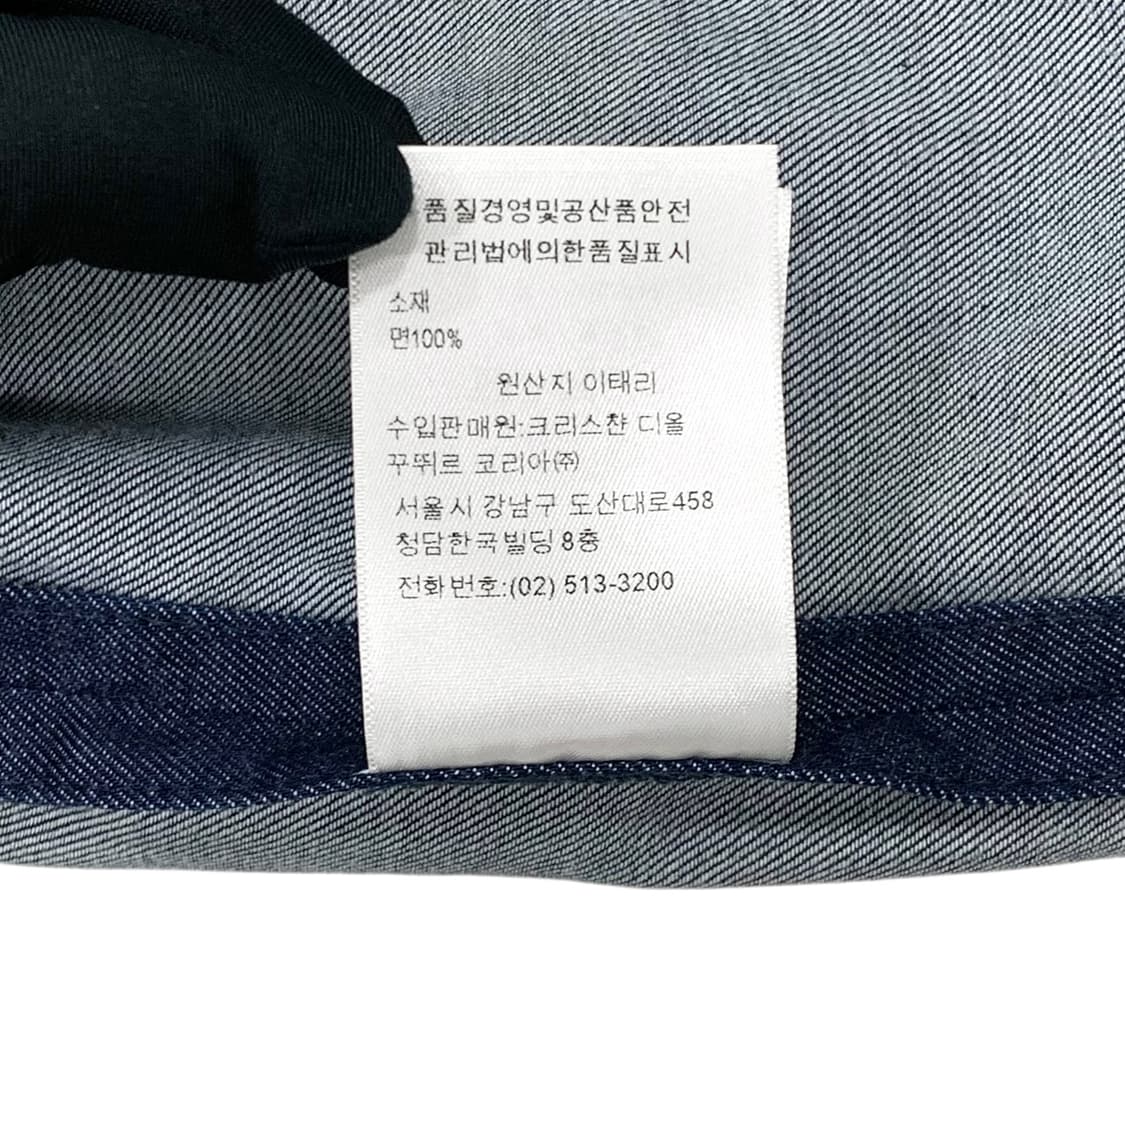 품질경영및공산품안전
관리법에의한품질표시
소재
면100%
원산지 이태리
수입판매원:크리스챤 디올
꾸뛰르 코리아㈜
서울시 강남구 도산대로458
청담한국빌딩 8층
전화번호:(02) 513-3200